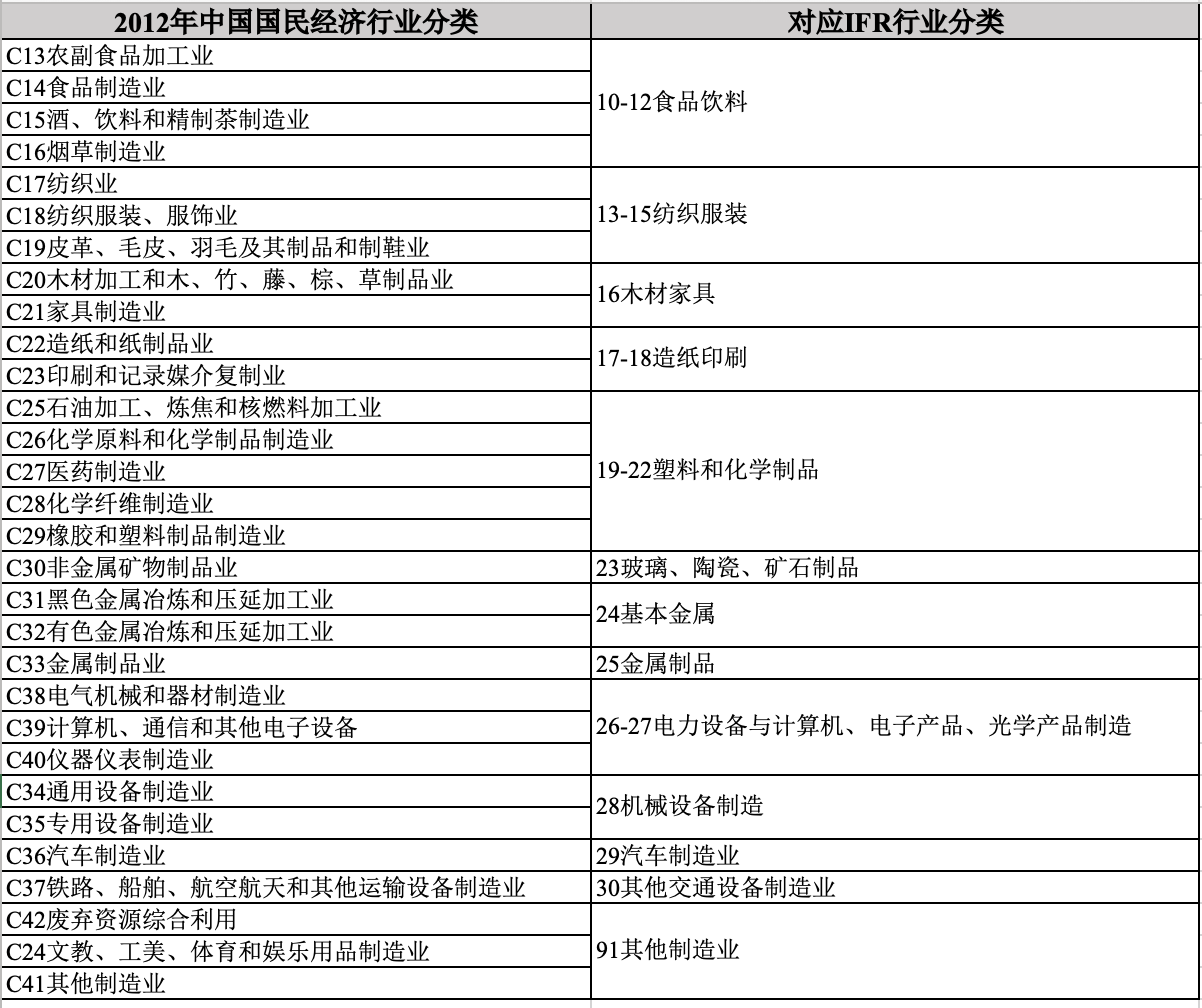 2012年中国国民经济行业分类 对应IFR行业分类
C13农副食品加工业
C14食品制造业
10-12食品饮料
C15酒、饮料和精制茶制造业
C16烟草制造业
C17纺织业
C18纺织服装、服饰业
13-15纺织服装
C19皮革、毛皮、羽毛及其制品和制鞋业
C20木材加工和木、竹、藤、棕、草制品业
16木材家具
C21家具制造业
C22造纸和纸制品业
17-18造纸印刷
C23印刷和记录媒介复制业
C25石油加工、炼焦和核燃料加工业
C26化学原料和化学制品制造业
C27医药制造业
19-22塑料和化学制品
C28化学纤维制造业
C29橡胶和塑料制品制造业
C30非金属矿物制品业 23玻璃、陶瓷、矿石制品
C31黑色金属冶炼和压延加工业
24基本金属
C32有色金属冶炼和压延加工业
C33金属制品业 25金属制品
C38电气机械和器材制造业
C39计算机、通信和其他电子设备 26-27电力设备与计算机、电子产品、光学产品制造
C40仪器仪表制造业
C34通用设备制造业
28机械设备制造
C35专用设备制造业
C36汽车制造业 29汽车制造业
C37铁路、船舶、航空航天和其他运输设备制造业 30其他交通设备制造业
C42废弃资源综合利用
C24文教、工美、体育和娱乐用品制造业 91其他制造业
C41其他制造业